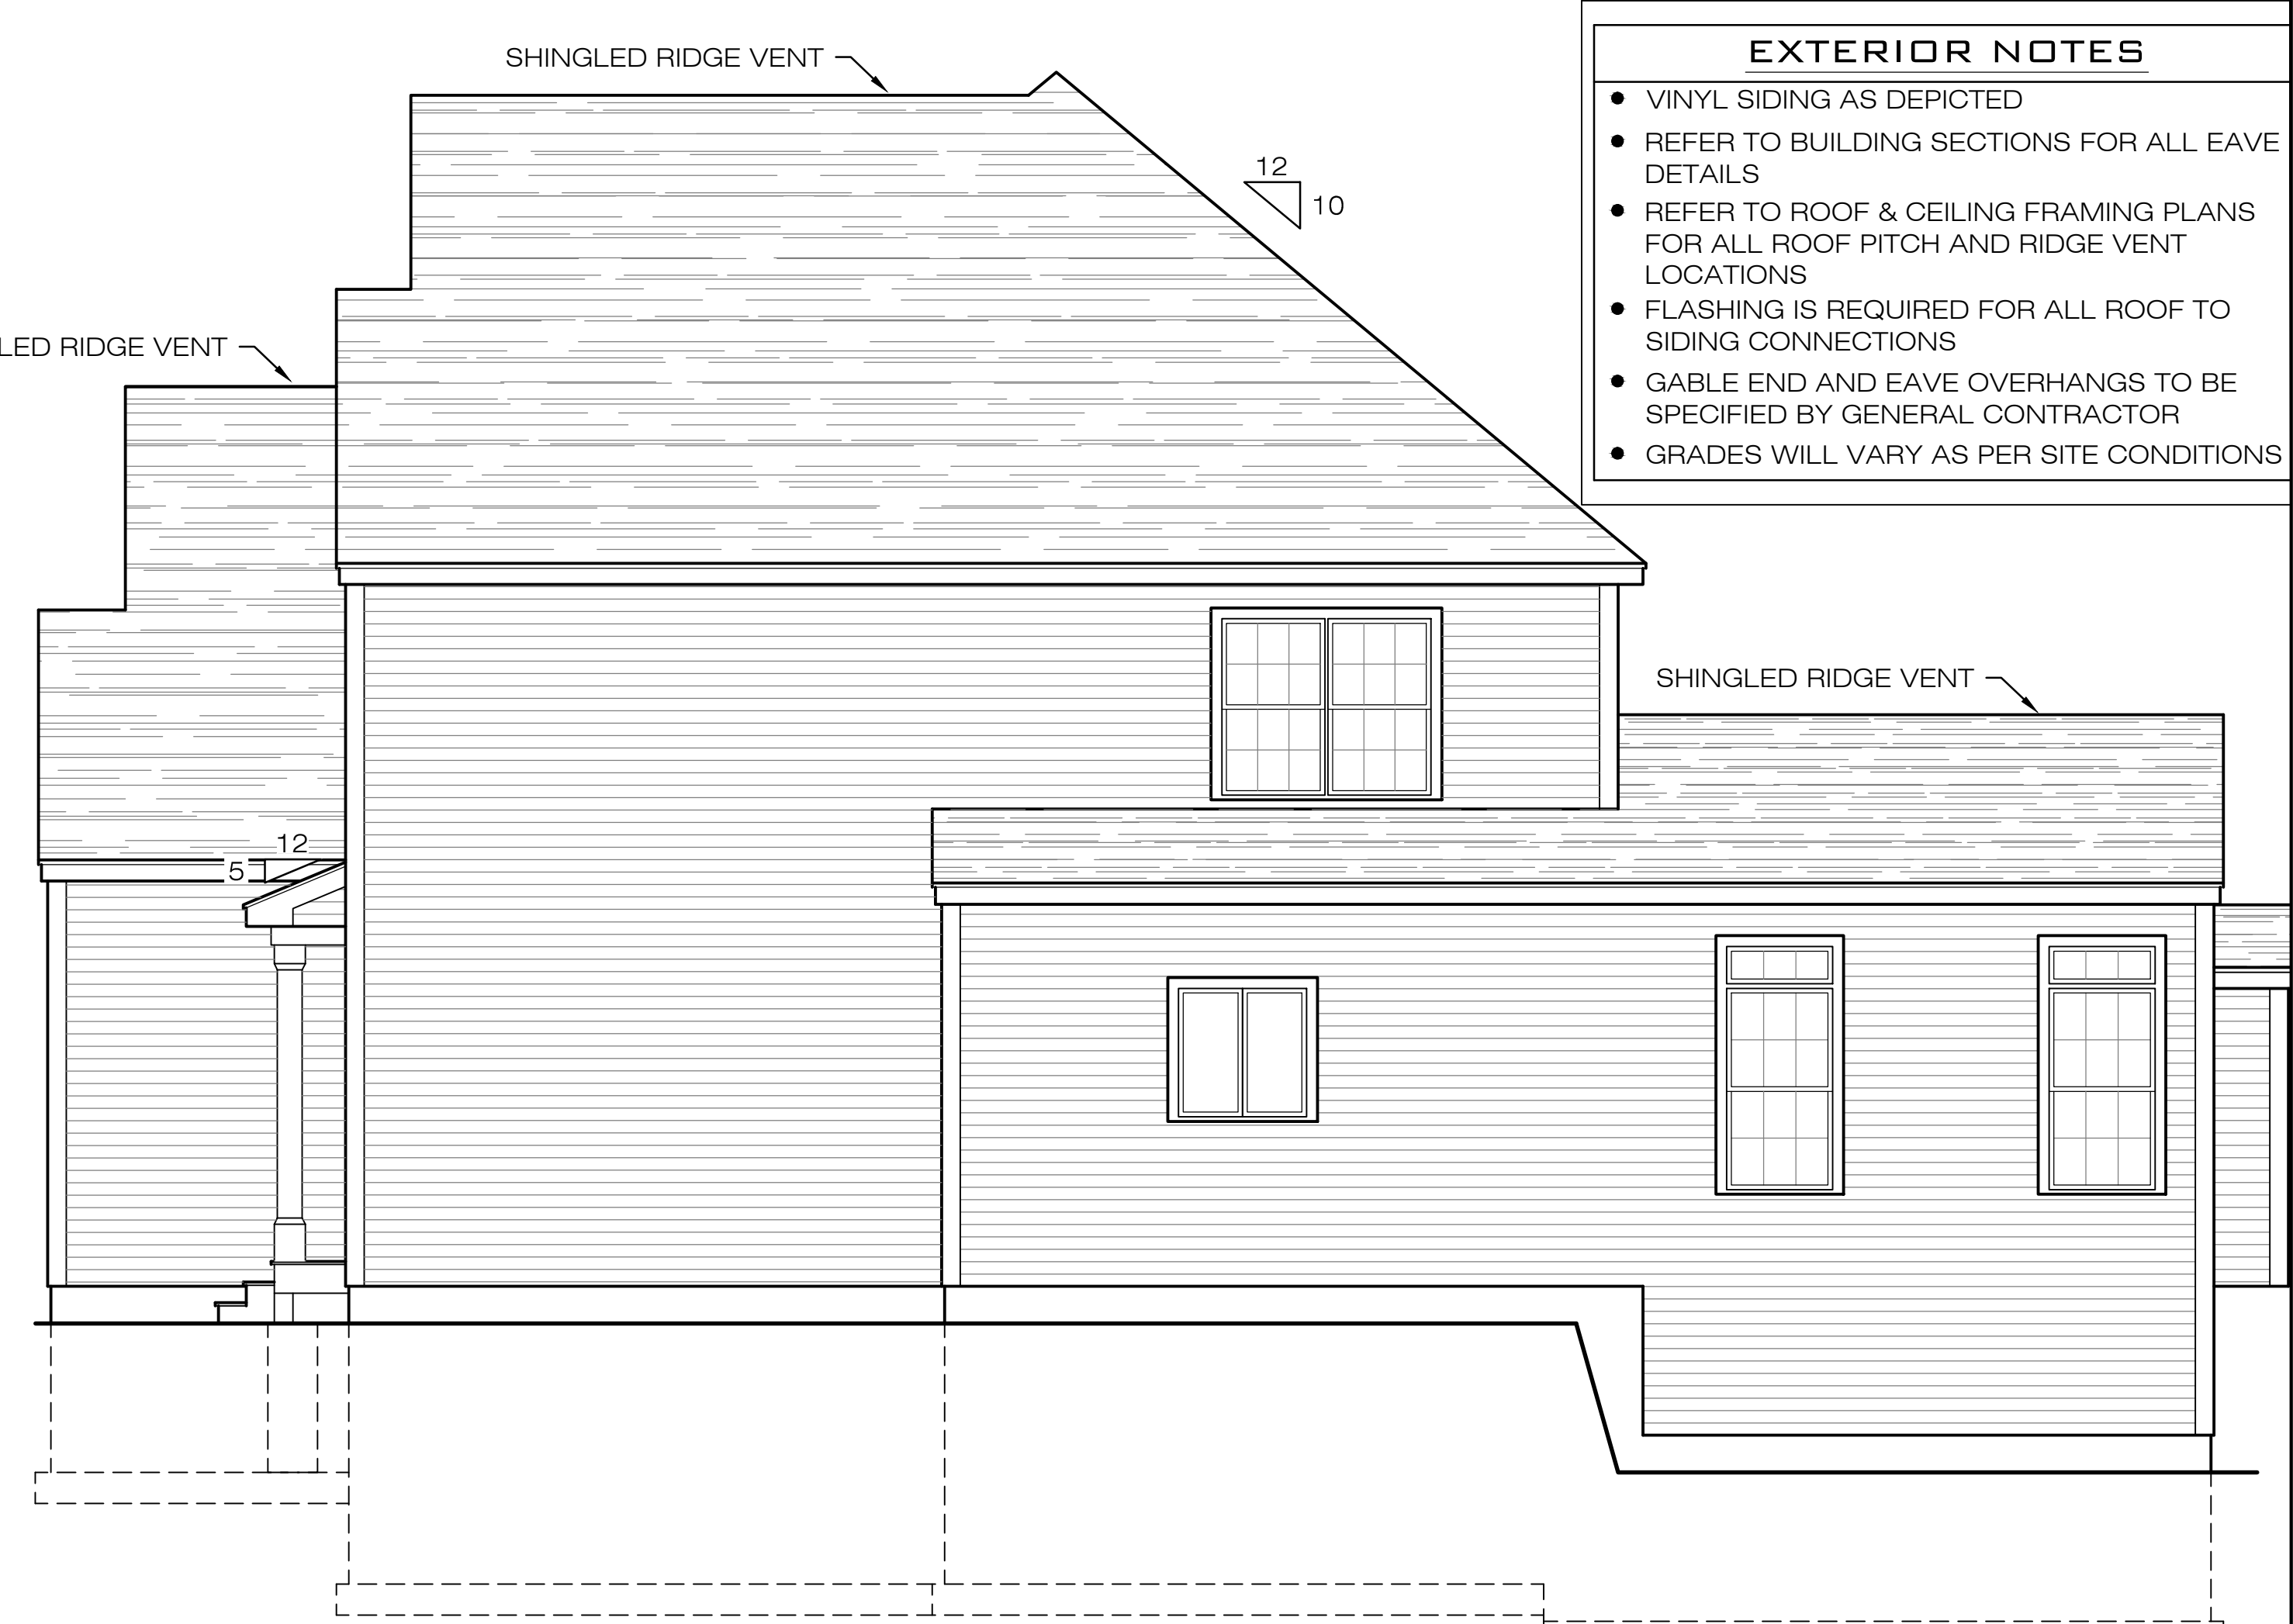 SHINGLED RIDGE VENT
EXTERIOR NOTES
VINYL SIDING AS DEPICTED
REFER TO BUILDING SECTIONS FOR ALL EAVE
DETAILS
REFER TO ROOF & CEILING FRAMING PLANS
FOR ALL ROOF PITCH AND RIDGE VENT
LOCATIONS
FLASHING IS REQUIRED FOR ALL ROOF TO
SIDING CONNECTIONS
GABLE END AND EAVE OVERHANGS TO BE
SPECIFIED BY GENERAL CONTRACTOR
GRADES WILL VARY AS PER SITE CONDITIONS
12
10
LED RIDGE VENT
SHINGLED RIDGE VENT
12
5